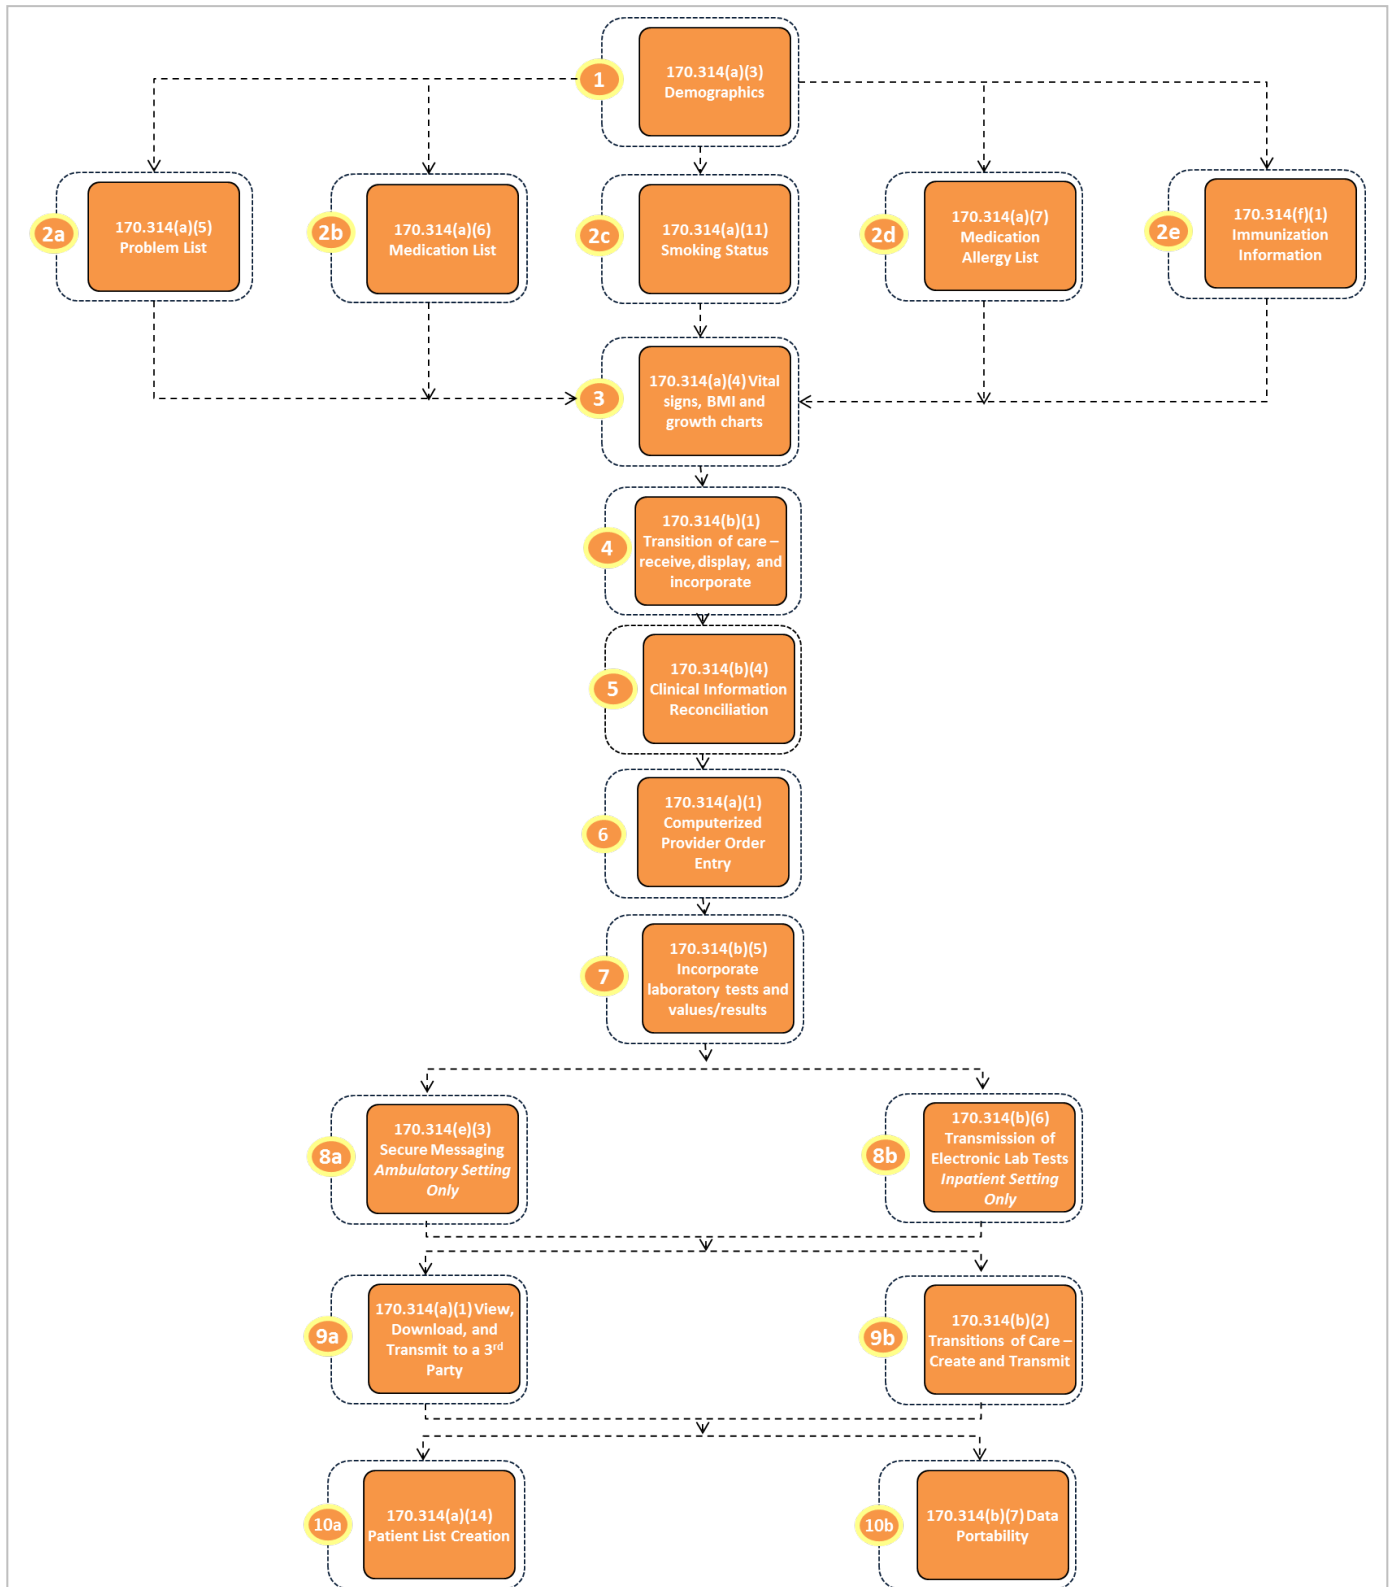 1
170.314(a)(3)
Demographics
2a
170.314(a)(5)
Problem List
2b
170.314(a)(6)
Medication List
2c
170.314(a)(11)
Smoking Status
2d
170.314(a)(7)
Medication
Allergy List
2e
170.314(f)(1)
Immunization
Information
3
170.314(a)(4) Vital
signs, BMI and
growth charts
4
170.314(b)(1)
Transition of care –
receive, display, and
incorporate
5
170.314(b)(4)
Clinical Information
Reconciliation
6
170.314(a)(1)
Computerized
Provider Order
Entry
7
170.314(b)(5)
Incorporate
laboratory tests and
values/results
8a
170.314(e)(3)
Secure Messaging
Ambulatory Setting
Only
8b
170.314(b)(6)
Transmission of
Electronic Lab Tests
Inpatient Setting
Only
9a
170.314(a)(1) View,
Download, and
Transmit to a 3rd
Party
9b
170.314(b)(2)
Transitions of Care –
Create and Transmit
10a
170.314(a)(14)
Patient List Creation
10b
170.314(b)(7) Data
Portability